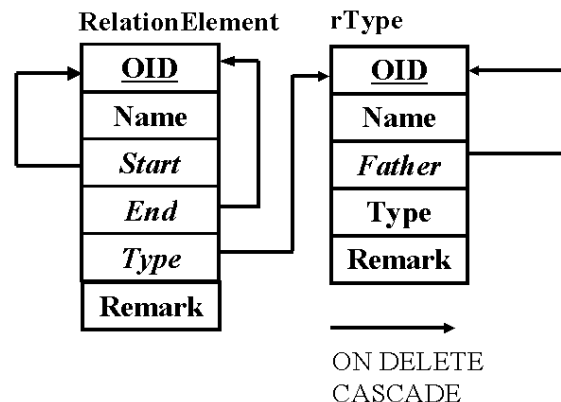 RelationElement
OID
Name
Start
End
Type
Remark
rType
OID
Name
Father
Type
Remark
ON DELETE
CASCADE